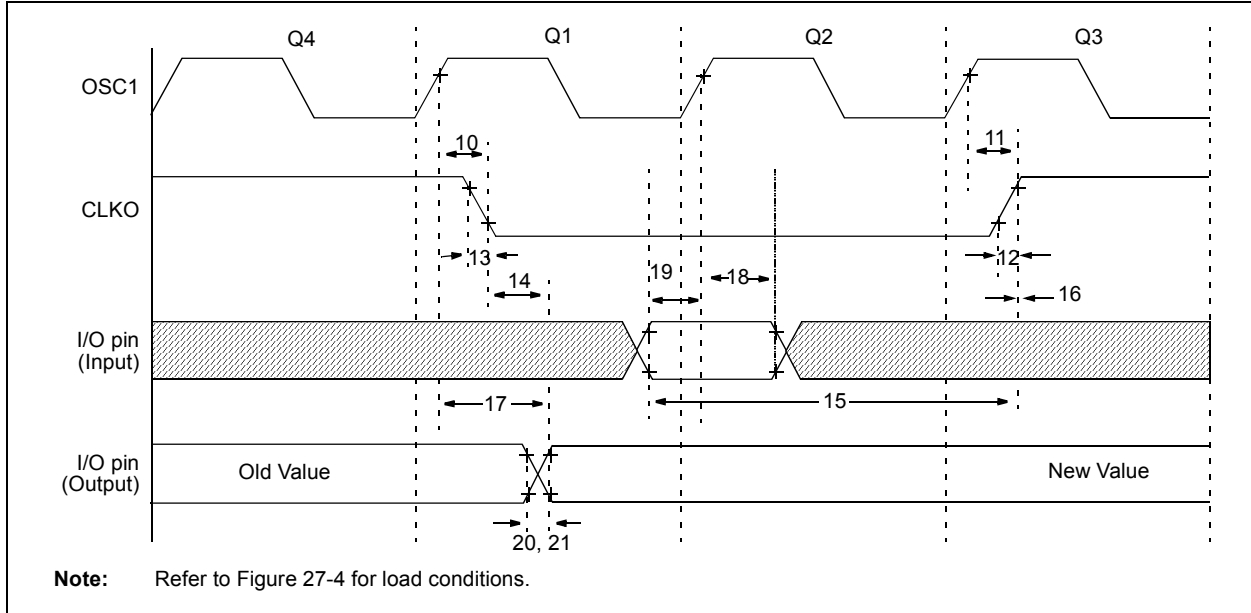 Q4 Q1 Q2 Q3
OSC1
10 11
CLKO
13 19 18 12
14 16
I/O pin
(Input)
17 15
I/O pin
(Output)
Old Value New Value
20, 21
Note: Refer to Figure 27-4 for load conditions.